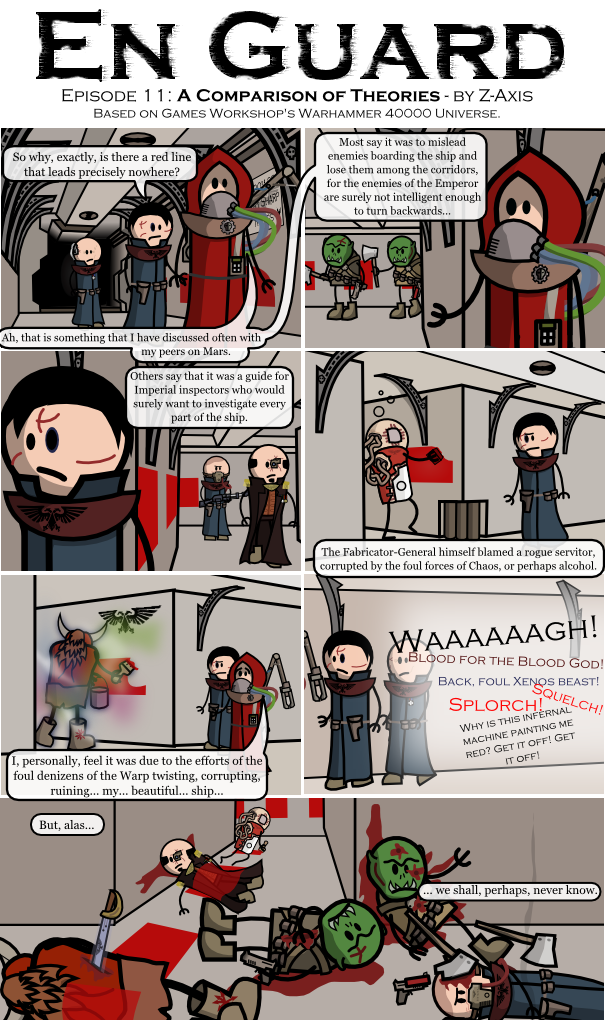 En Guard
Episode 11: A Comparison of Theories - by Z-Axis
Based on Games Workshop's Warhammer 40000 Universe.
So why, exactly, is there a red line
that leads precisely nowhere?
Ah, that is something that I have discussed often with
my peers on Mars.
Most say it was to mislead
enemies boarding the ship and
lose them among the corridors,
for the enemies of the Emperor
are surely not intelligent enough
to turn backwards...
Others say that it was a guide for
Imperial inspectors who would
surely want to investigate every
part of the ship.
The Fabricator-General himself blamed a rogue servitor,
corrupted by the foul forces of Chaos, or perhaps alcohol.
I, personally, feel it was due to the efforts of the
foul denizens of the Warp twisting, corrupting,
ruining... my... beautiful... ship...
Waaaaaagh!
Blood for the Blood God!
Back, foul Xenos beast!
Splorch!
Squelch!
Why is this infernal
machine painting me
red? Get it off! Get
it off!
But, alas...
... we shall, perhaps, never know.